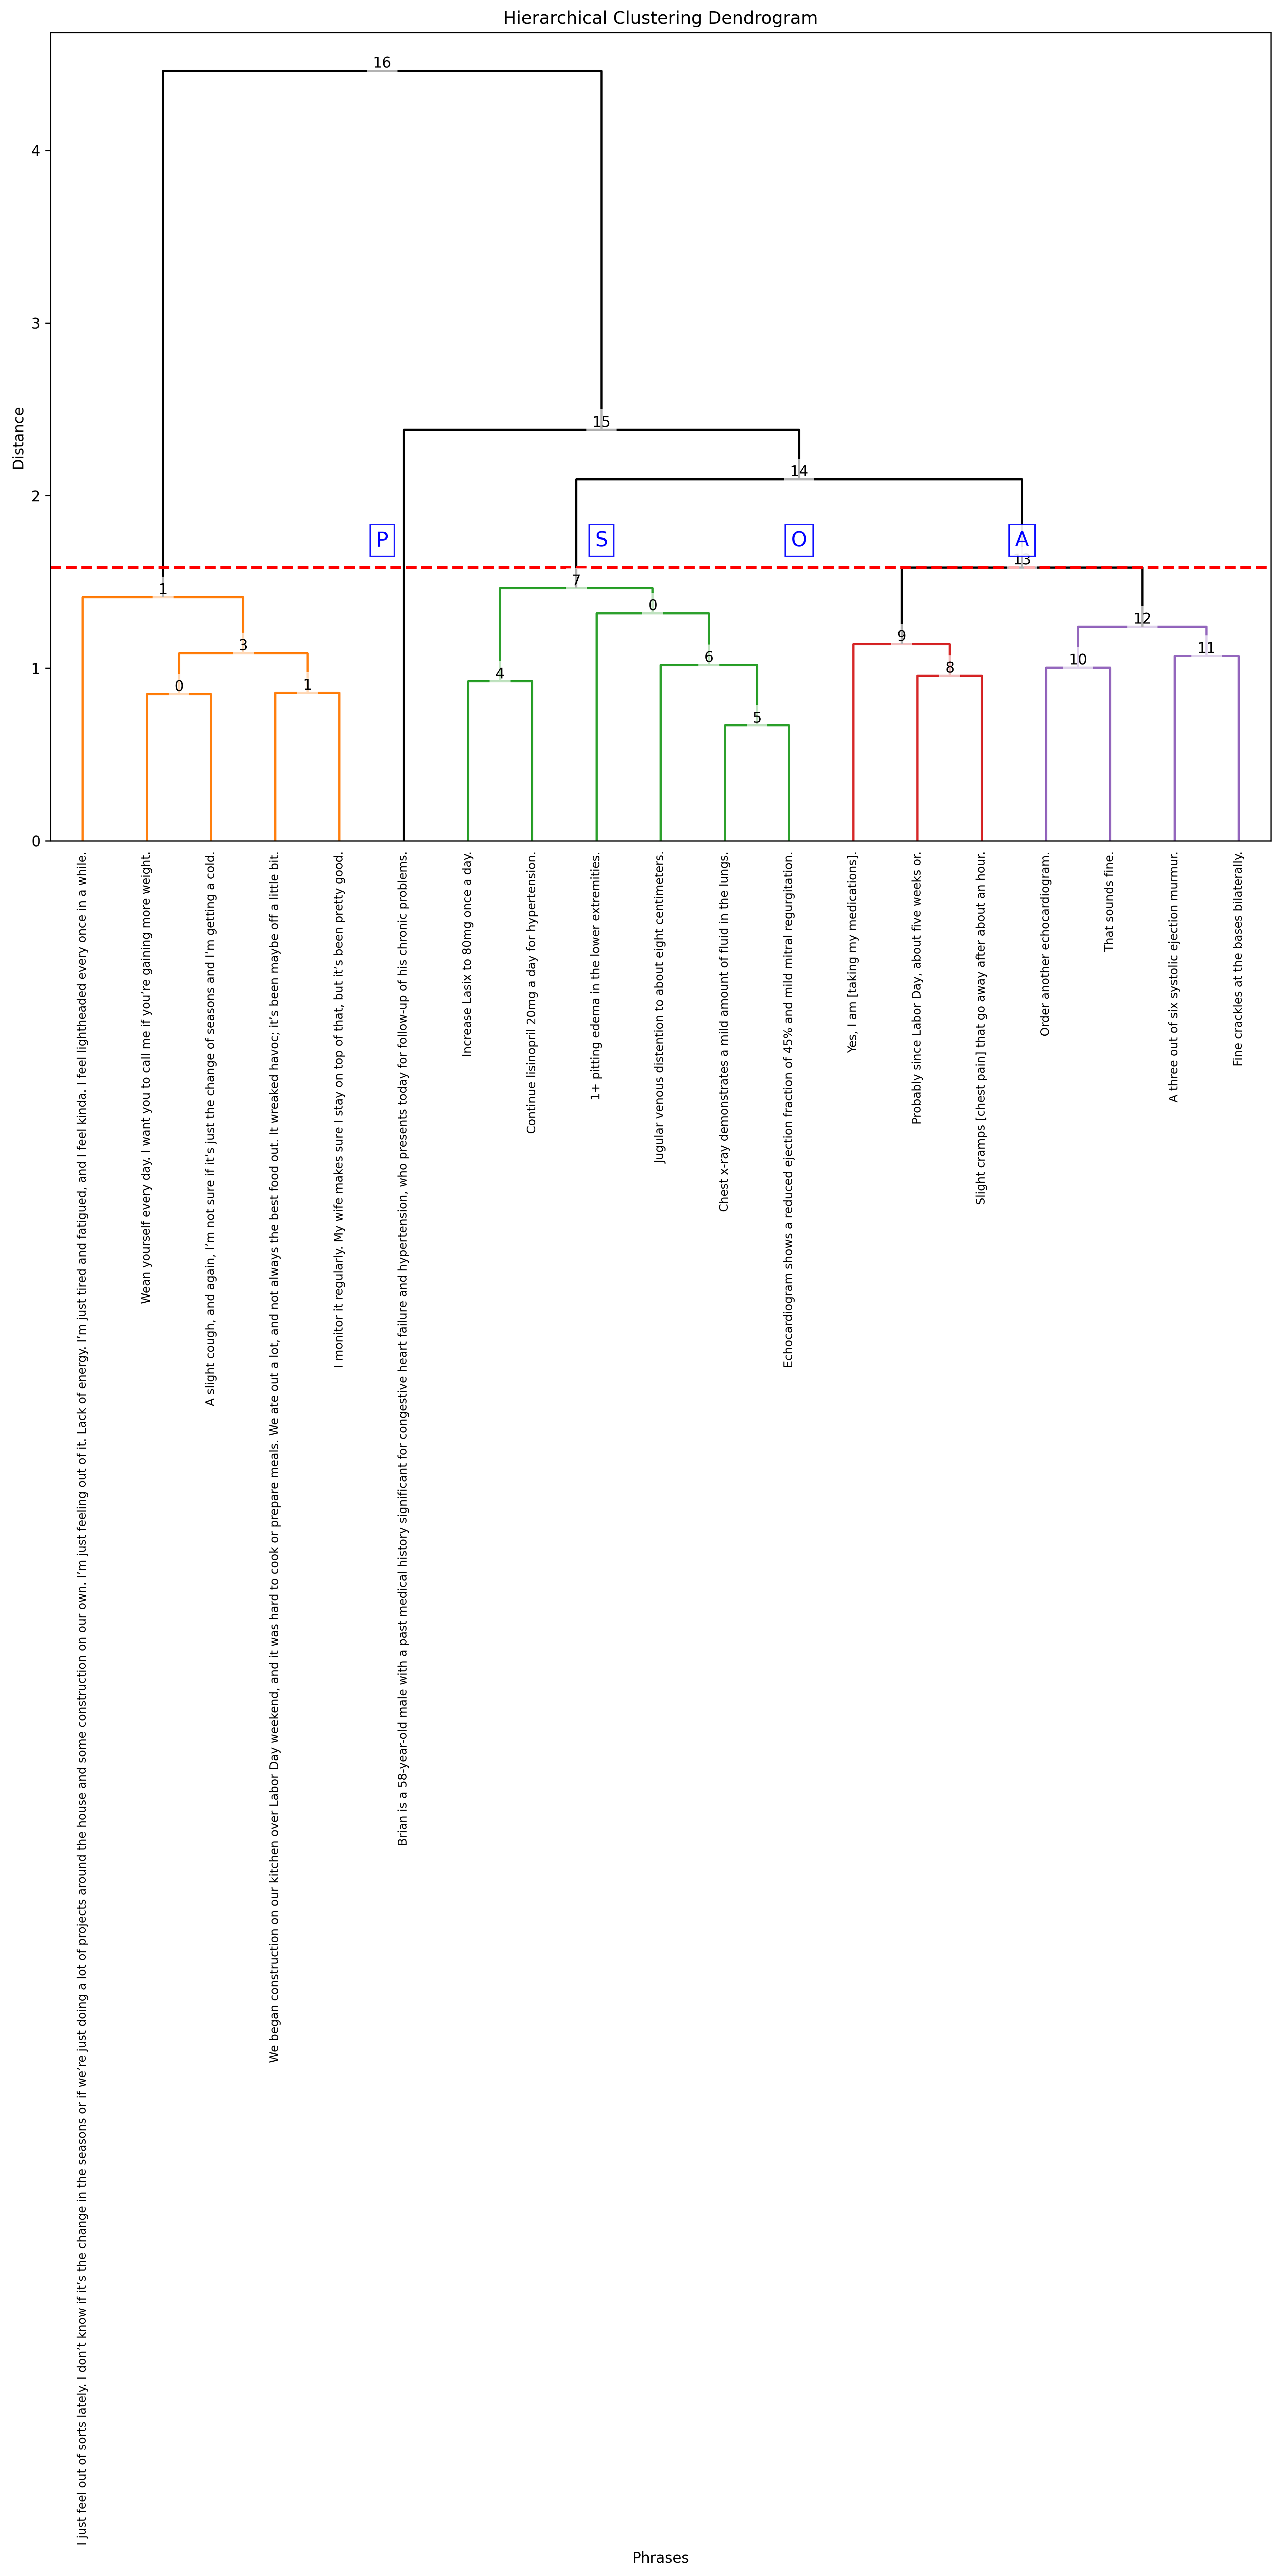 Hierarchical Clustering Dendrogram
16
4
3
15
14
2
P
S
O
A
13
7
1
0
12
9
3
11
6
8
10
1
4
0
1
5
0
Distance
I just feel out of sorts lately. I don’t know if it’s the change in the seasons or if we’re just doing a lot of projects around the house and some construction on our own. I’m just feeling out of it. Lack of energy. I’m just tired and fatigued, and I feel kinda. I feel lightheaded every once in a while.
Wean yourself every day. I want you to call me if you’re gaining more weight.
A slight cough, and again, I’m not sure if it’s just the change of seasons and I’m getting a cold.
We began construction on our kitchen over Labor Day weekend, and it was hard to cook or prepare meals. We ate out a lot, and not always the best food out. It wreaked havoc; it’s been maybe off a little bit.
I monitor it regularly. My wife makes sure I stay on top of that, but it’s been pretty good.
Brian is a 58-year-old male with a past medical history significant for congestive heart failure and hypertension, who presents today for follow-up of his chronic problems.
Increase Lasix to 80mg once a day.
Continue lisinopril 20mg a day for hypertension.
1+ pitting edema in the lower extremities.
Jugular venous distention to about eight centimeters.
Chest x-ray demonstrates a mild amount of fluid in the lungs.
Echocardiogram shows a reduced ejection fraction of 45% and mild mitral regurgitation.
Yes, I am [taking my medications].
Probably since Labor Day, about five weeks or.
Slight cramps [chest pain] that go away after about an hour.
Order another echocardiogram.
That sounds fine.
A three out of six systolic ejection murmur.
Fine crackles at the bases bilaterally.
Phrases